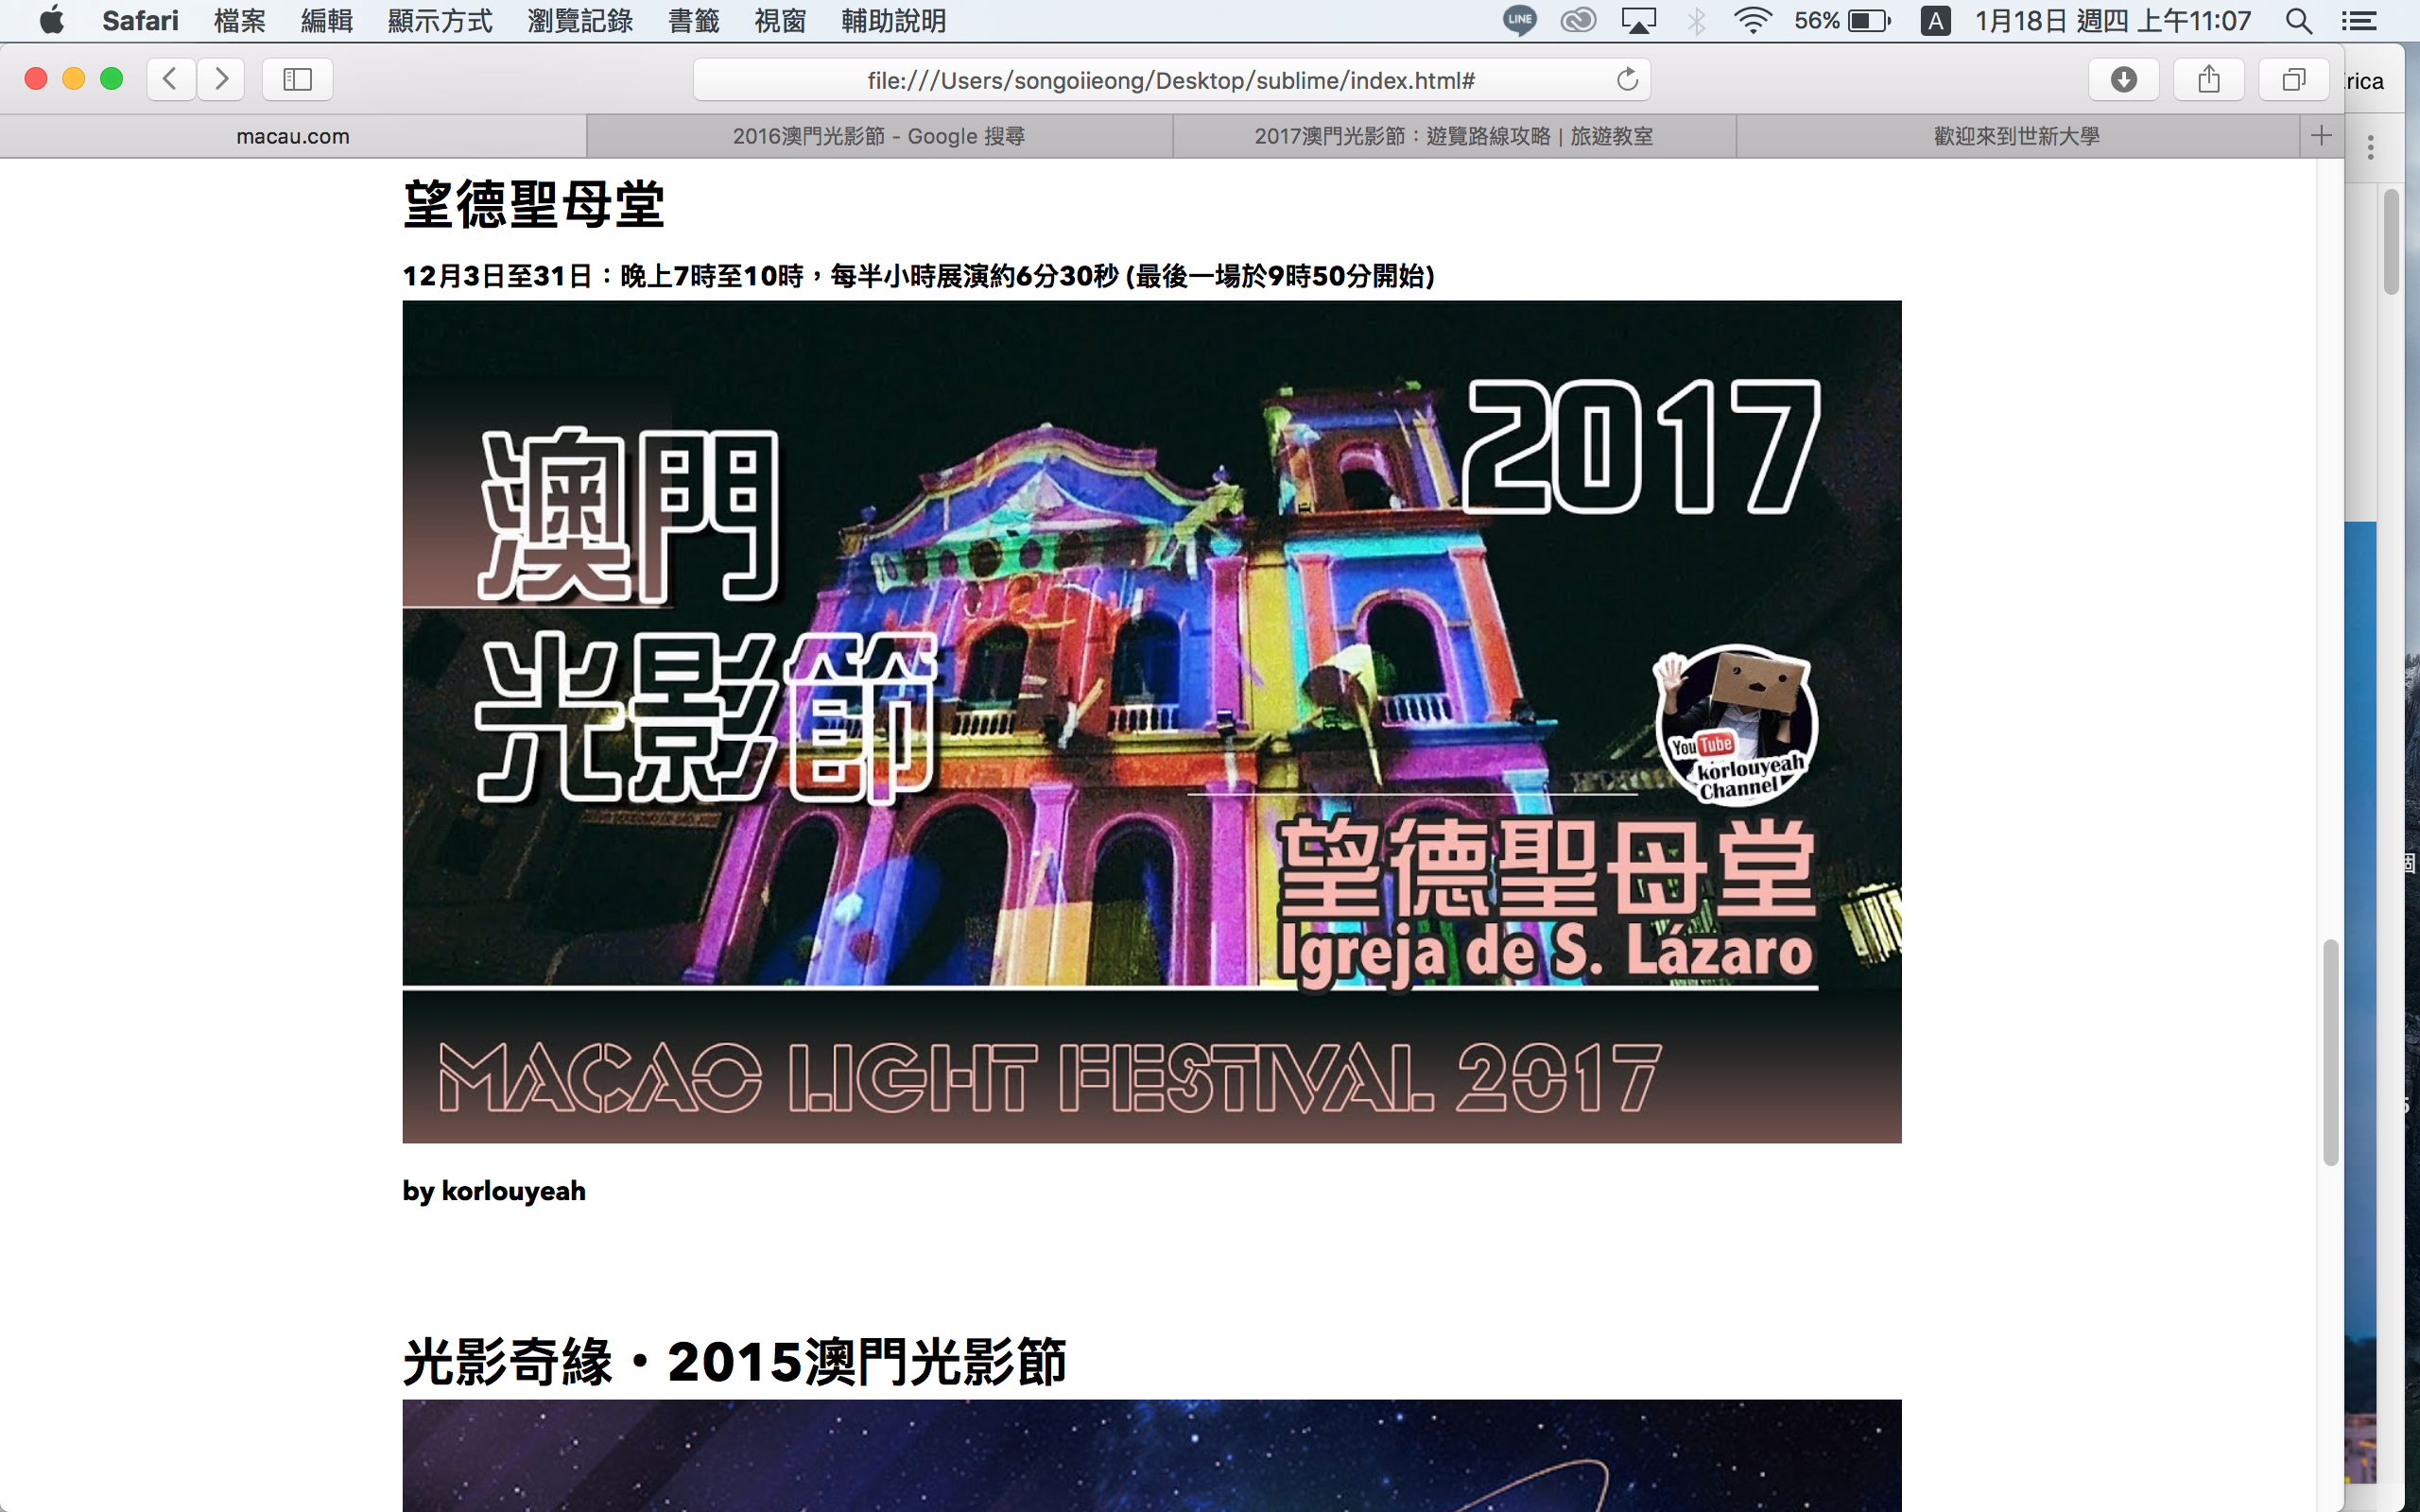 Safari 檔案 編輯 顯示方式 瀏覽記錄 書籤 視窗 輔助說明 LINE 56% A 1月18日 週四 上午11:07
file:///Users/songoiieong/Desktop/sublime/index.html#
rica
macau.com 2016澳門光影節 - Google 搜尋 2017澳門光影節：遊覽路線攻略 | 旅遊教室 歡迎來到世新大學
望德聖母堂
12月3日至31日：晚上7時至10時，每半小時展演約6分30秒 (最後一場於9時50分開始)
2017
澳門
光影節
YouTube
korlouyeah
Channel
望德聖母堂
Igreja de S. Lázaro
MACAO LIGHT FESTIVAL 2017
by korlouyeah
光影奇緣・2015澳門光影節